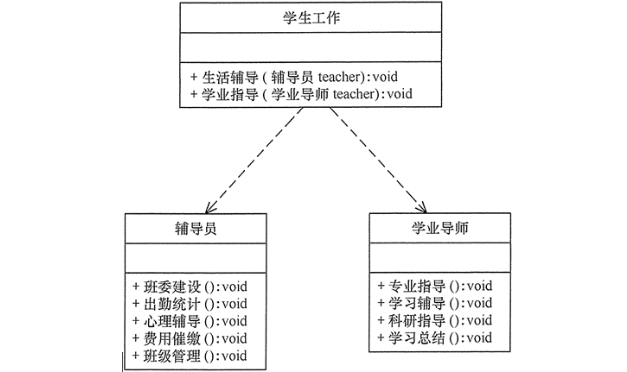 学生工作
+ 生活辅导 ( 辅导员 teacher): void
+ 学业指导 ( 学业导师 teacher): void
辅导员
+ 班委建设 (): void
+ 出勤统计 (): void
+ 心理辅导 (): void
+ 费用催缴 (): void
+ 班级管理 (): void
学业导师
+ 专业指导 (): void
+ 学习辅导 (): void
+ 科研指导 (): void
+ 学习总结 (): void